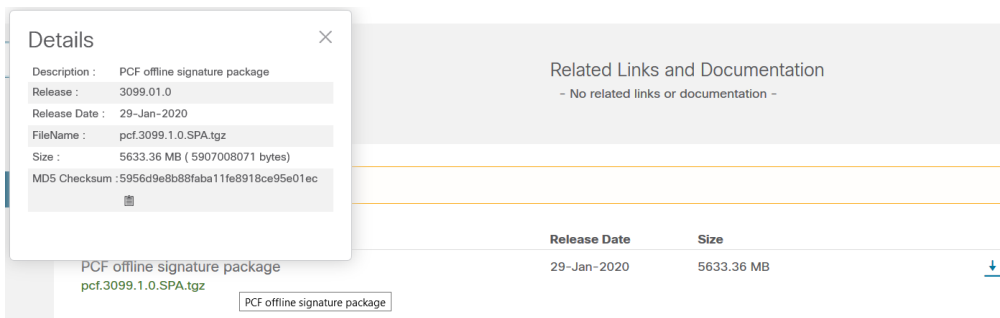 Details
Description : PCF offline signature package
Release : 3099.01.0
Release Date : 29-Jan-2020
FileName : pcf.3099.1.0.SPA.tgz
Size : 5633.36 MB ( 5907008071 bytes)
MD5 Checksum :5956d9e8b88faba11fe8918ce95e01ec
Related Links and Documentation
- No related links or documentation -
Release Date Size
PCF offline signature package 29-Jan-2020 5633.36 MB
pcf.3099.1.0.SPA.tgz
PCF offline signature package